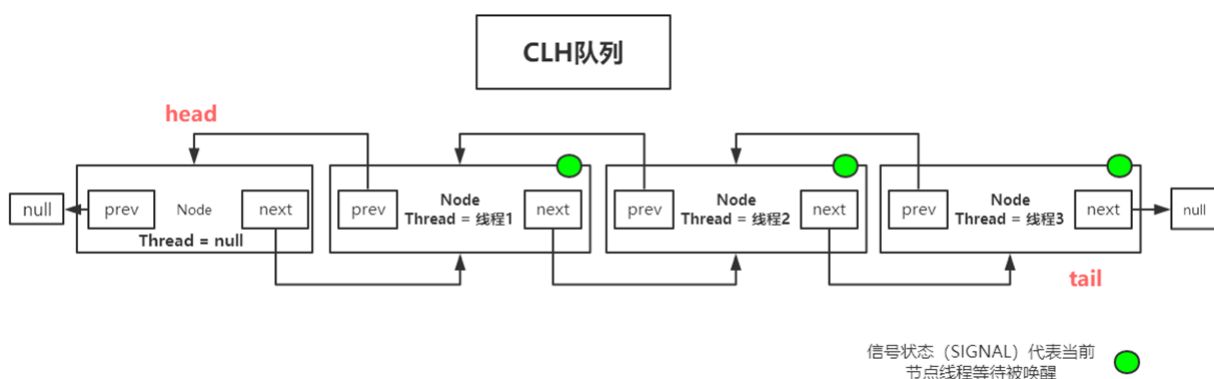 CLH队列
head
null
prev
Node
next
Thread = null
prev
Node
Thread = 线程1
next
prev
Node
Thread = 线程2
next
prev
Node
Thread = 线程3
next
null
tail
信号状态（SIGNAL）代表当前
节点线程等待被唤醒